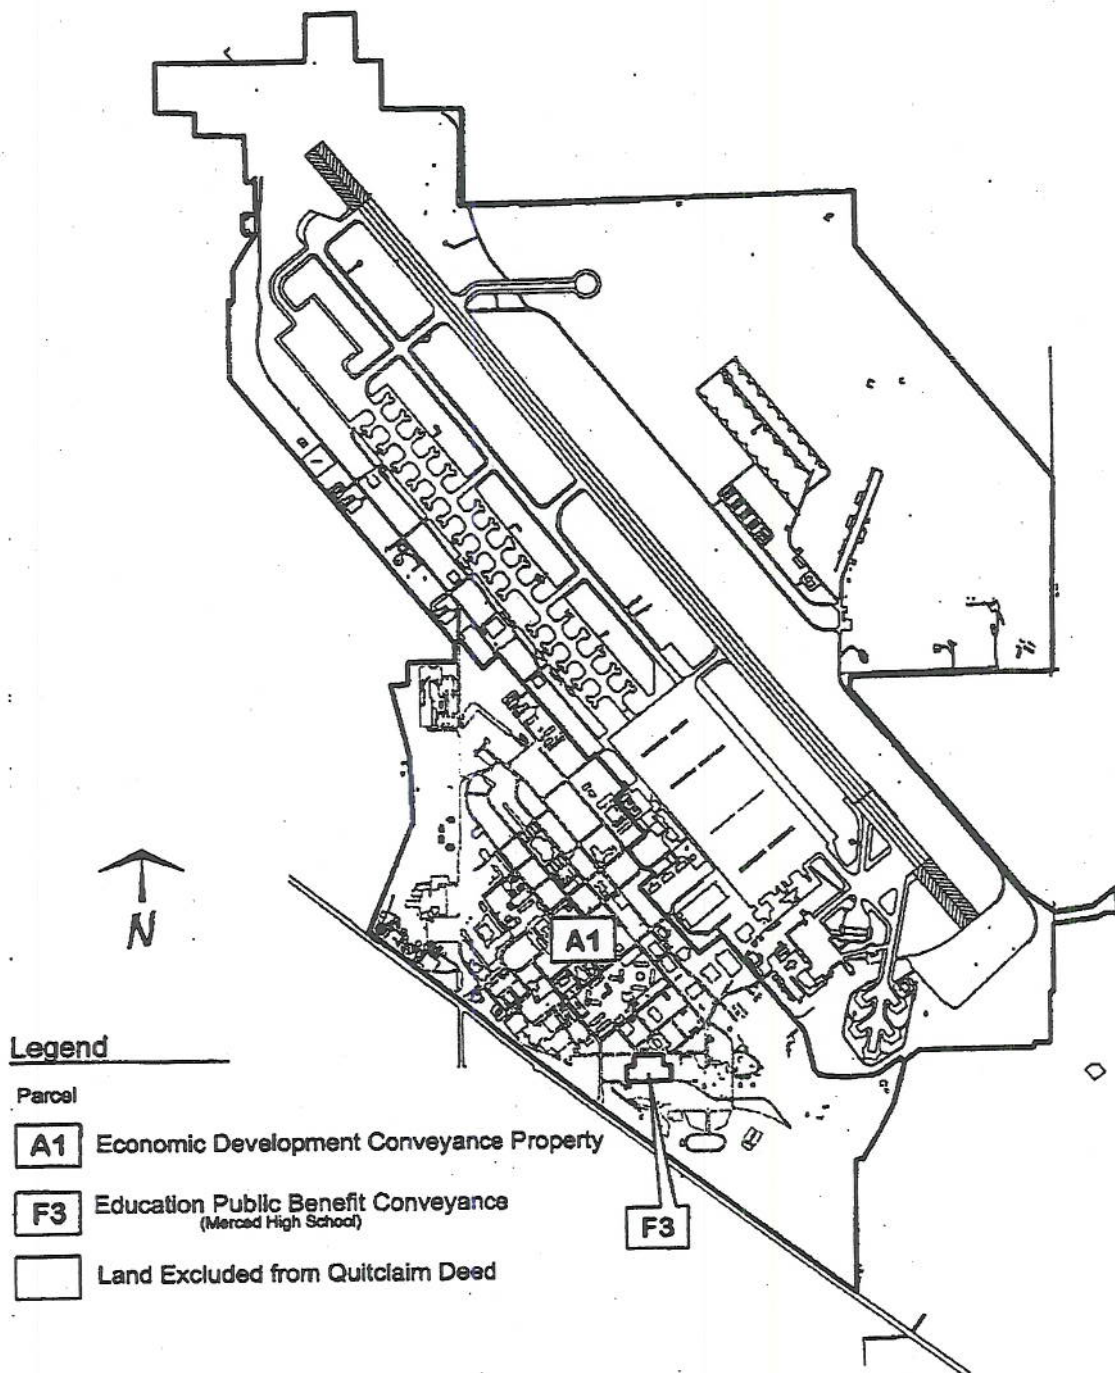 A1
N
Legend
Parcel
A1 Economic Development Conveyance Property
F3 Education Public Benefit Conveyance
(Merced High School)
F3
Land Excluded from Quitclaim Deed